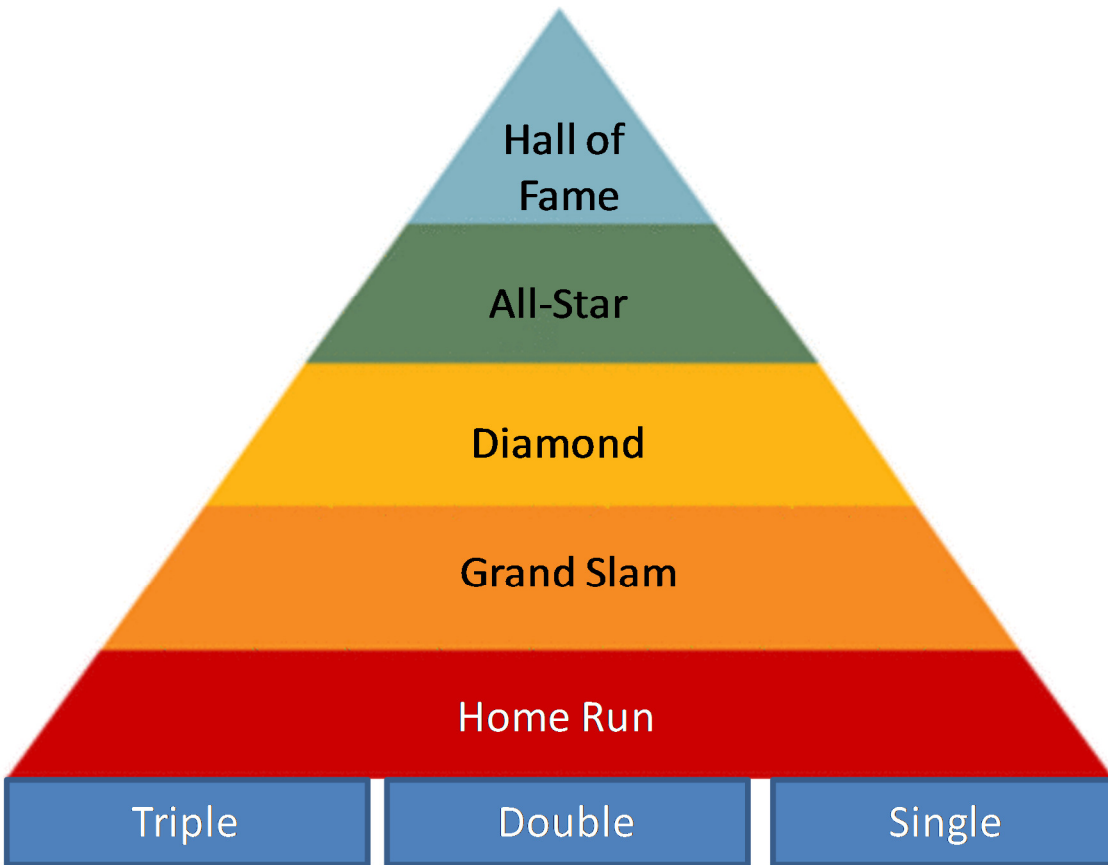 Hall of
Fame
All-Star
Diamond
Grand Slam
Home Run
Triple
Double
Single